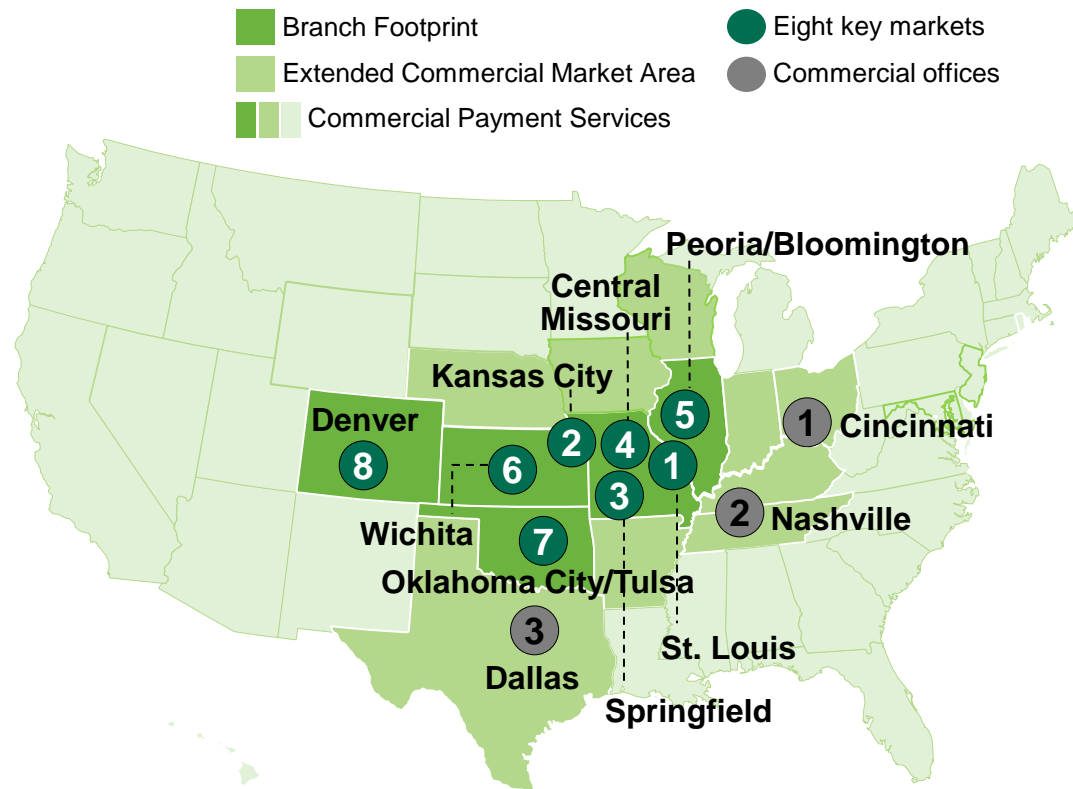 Branch Footprint
Eight key markets
Extended Commercial Market Area
Commercial offices
Commercial Payment Services
Peoria/Bloomington
Central
Missouri
Kansas City
Denver
5
1
Cincinnati
2
4
8
6
1
3
2
Nashville
Wichita
7
Oklahoma City/Tulsa
3
St. Louis
Dallas
Springfield